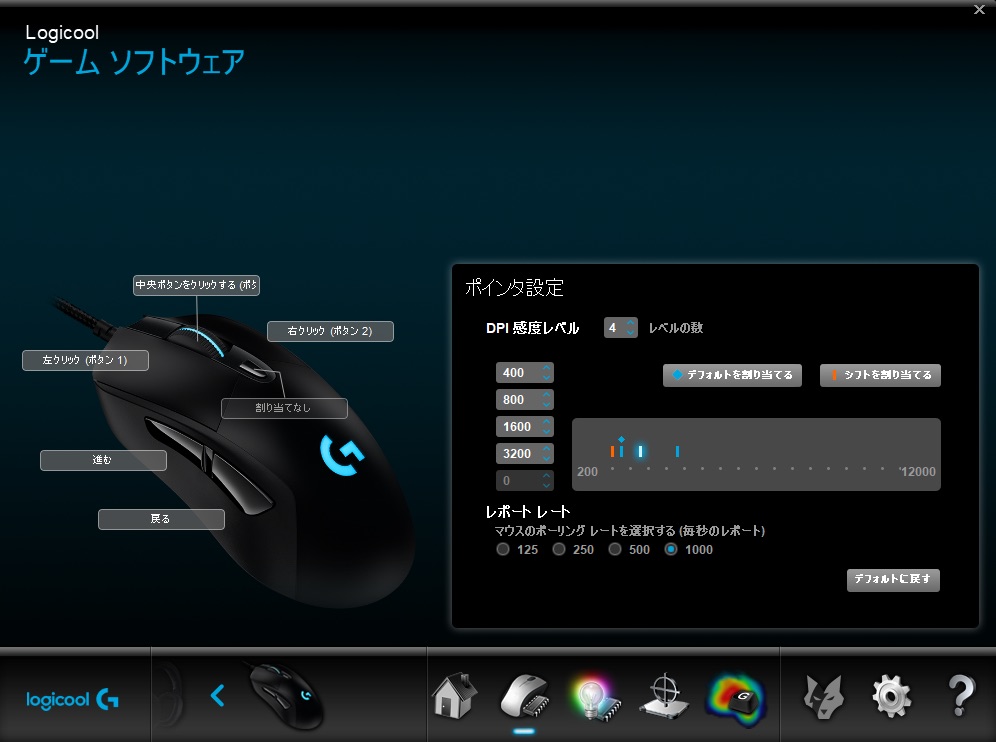 Logicool
ゲーム ソフトウェア
中央ボタンをクリックする (ボタ
右クリック (ボタン 2)
左クリック (ボタン 1)
割り当てなし
進む
戻る
ポインタ設定
DPI 感度レベル 4 レベルの数
400
800
1600
3200
0
デフォルトを割り当てる シフトを割り当てる
200 12000
レポート レート
マウスのポーリング レートを選択する (毎秒のレポート)
125 250 500 1000
デフォルトに戻す
logicool G